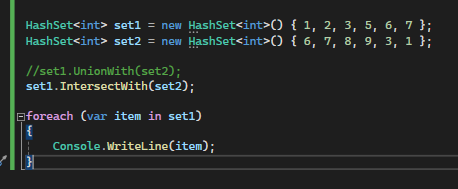 HashSet<int> set1 = new HashSet<int>() { 1, 2, 3, 5, 6, 7 };
HashSet<int> set2 = new HashSet<int>() { 6, 7, 8, 9, 3, 1 };
//set1.UnionWith(set2);
set1.IntersectWith(set2);
foreach (var item in set1)
{
Console.WriteLine(item);
}